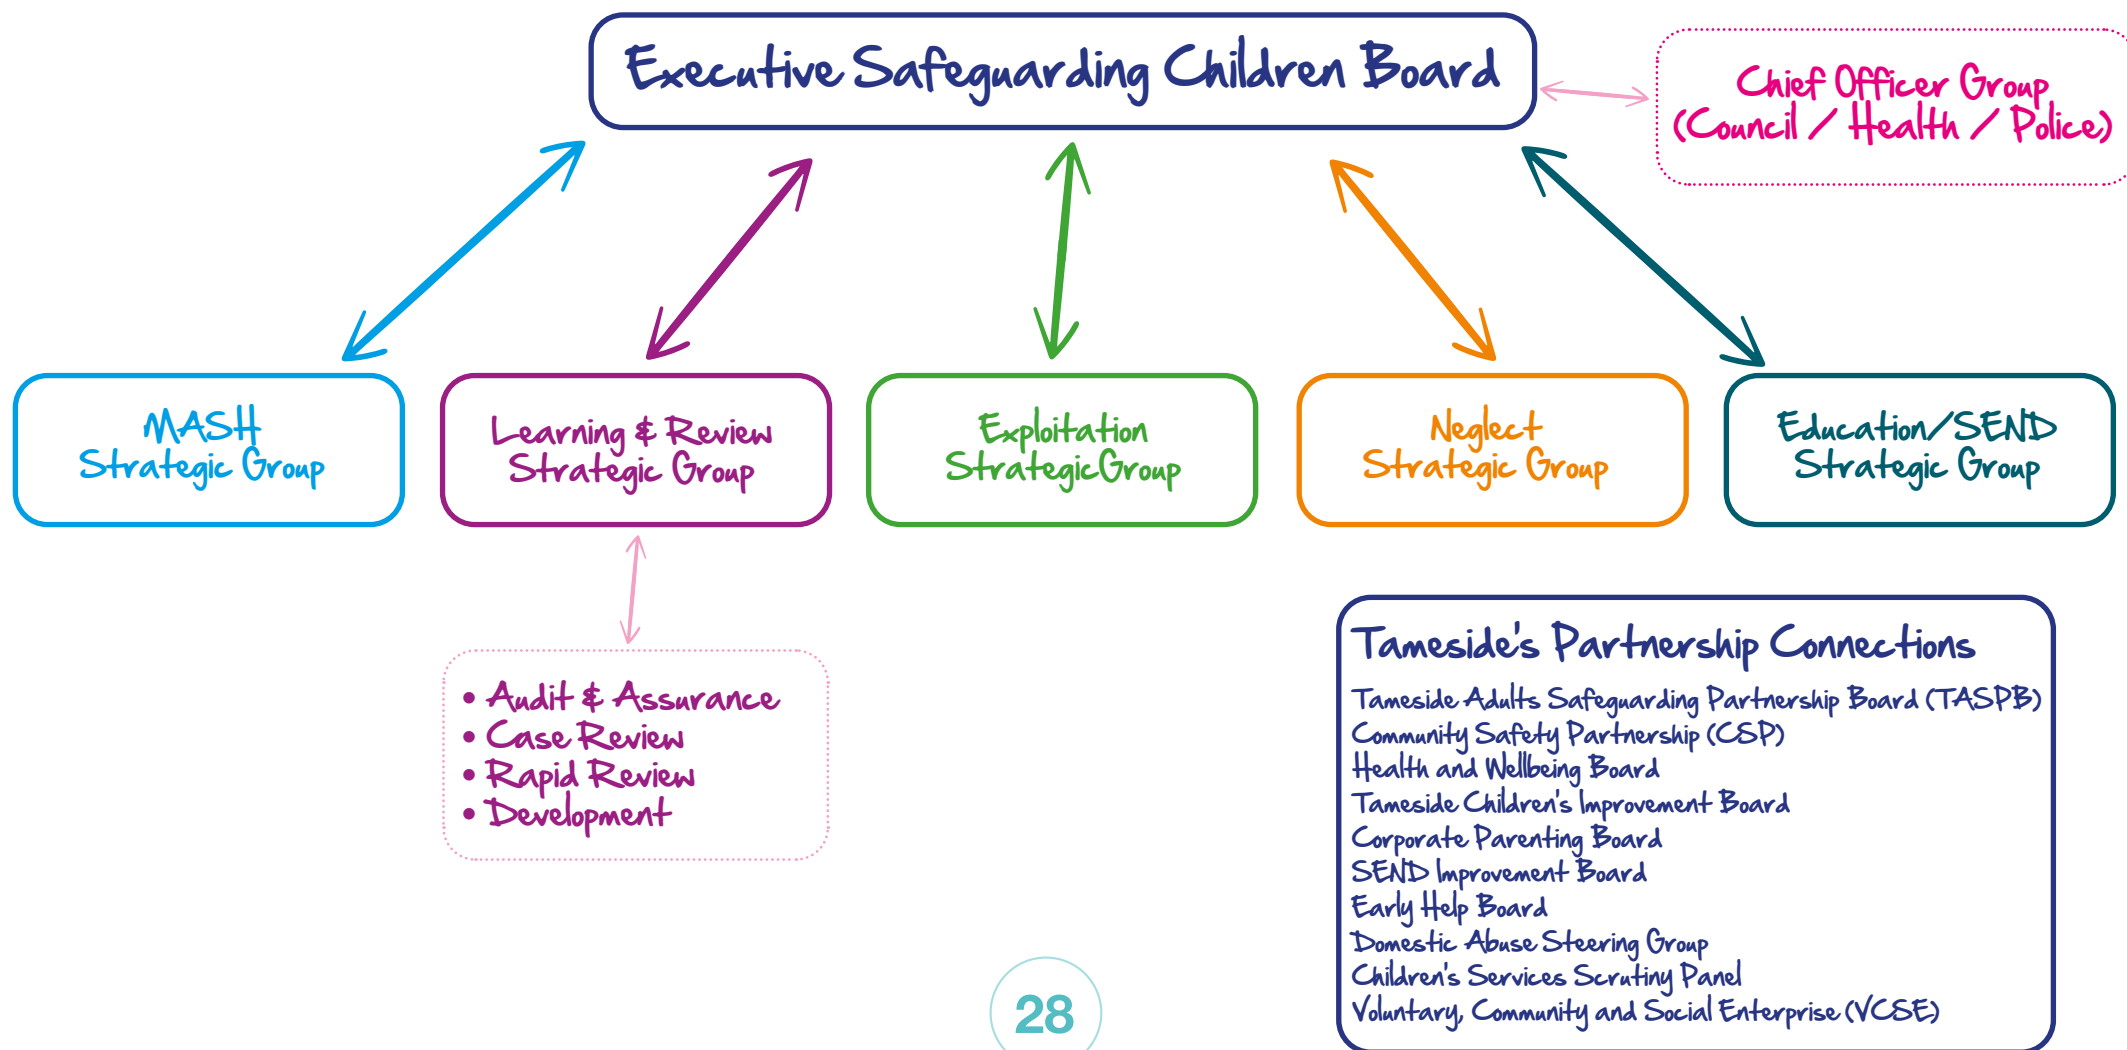 Executive Safeguarding Children Board
Chief Officer Group
(Council / Health / Police)
MASH
Strategic Group
Learning & Review
Strategic Group
Exploitation
StrategicGroup
Neglect
Strategic Group
Education/SEND
Strategic Group
• Audit & Assurance
• Case Review
• Rapid Review
• Development
Tameside's Partnership Connections
Tameside Adults Safeguarding Partnership Board (TASPB)
Community Safety Partnership (CSP)
Health and Wellbeing Board
Tameside Children's Improvement Board
Corporate Parenting Board
SEND Improvement Board
Early Help Board
Domestic Abuse Steering Group
Children's Services Scrutiny Panel
Voluntary, Community and Social Enterprise (VCSE)
28